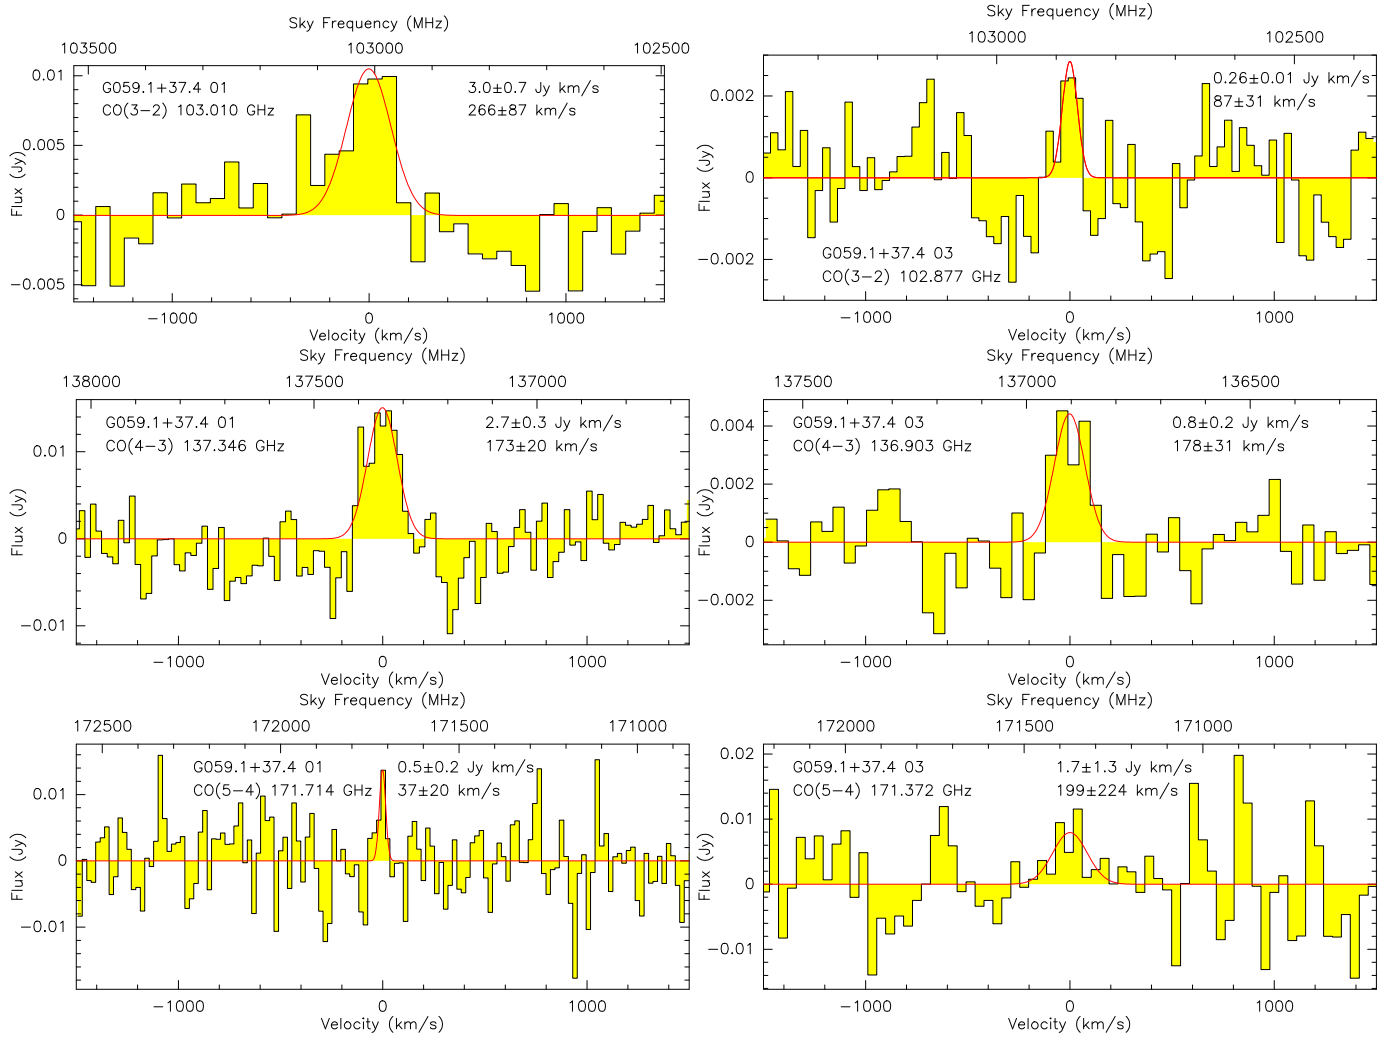 Sky Frequency (MHz)
103500 103000 102500
G059.1+37.4 01 3.0±0.7 Jy km/s
CO(3−2) 103.010 GHz 266±87 km/s
Flux (Jy)
0.01
0.005
0
−0.005
−1000 0 1000
Velocity (km/s)
Sky Frequency (MHz)
103000 102500
0.26±0.01 Jy km/s
87±31 km/s
Flux (Jy)
0.002
0
−0.002
G059.1+37.4 03
CO(3−2) 102.877 GHz
−1000 0 1000
Velocity (km/s)
Sky Frequency (MHz)
138000 137500 137000
G059.1+37.4 01 2.7±0.3 Jy km/s
CO(4−3) 137.346 GHz 173±20 km/s
Flux (Jy)
0.01
0
−0.01
−1000 0 1000
Velocity (km/s)
Sky Frequency (MHz)
137500 137000 136500
G059.1+37.4 03 0.8±0.2 Jy km/s
CO(4−3) 136.903 GHz 178±31 km/s
Flux (Jy)
0.004
0.002
0
−0.002
−1000 0 1000
Velocity (km/s)
Sky Frequency (MHz)
172500 172000 171500 171000
G059.1+37.4 01 0.5±0.2 Jy km/s
CO(5−4) 171.714 GHz 37±20 km/s
Flux (Jy)
0.01
0
−0.01
−1000 0 1000
Velocity (km/s)
Sky Frequency (MHz)
172000 171500 171000
G059.1+37.4 03 1.7±1.3 Jy km/s
CO(5−4) 171.372 GHz 199±224 km/s
Flux (Jy)
0.02
0.01
0
−0.01
−1000 0 1000
Velocity (km/s)